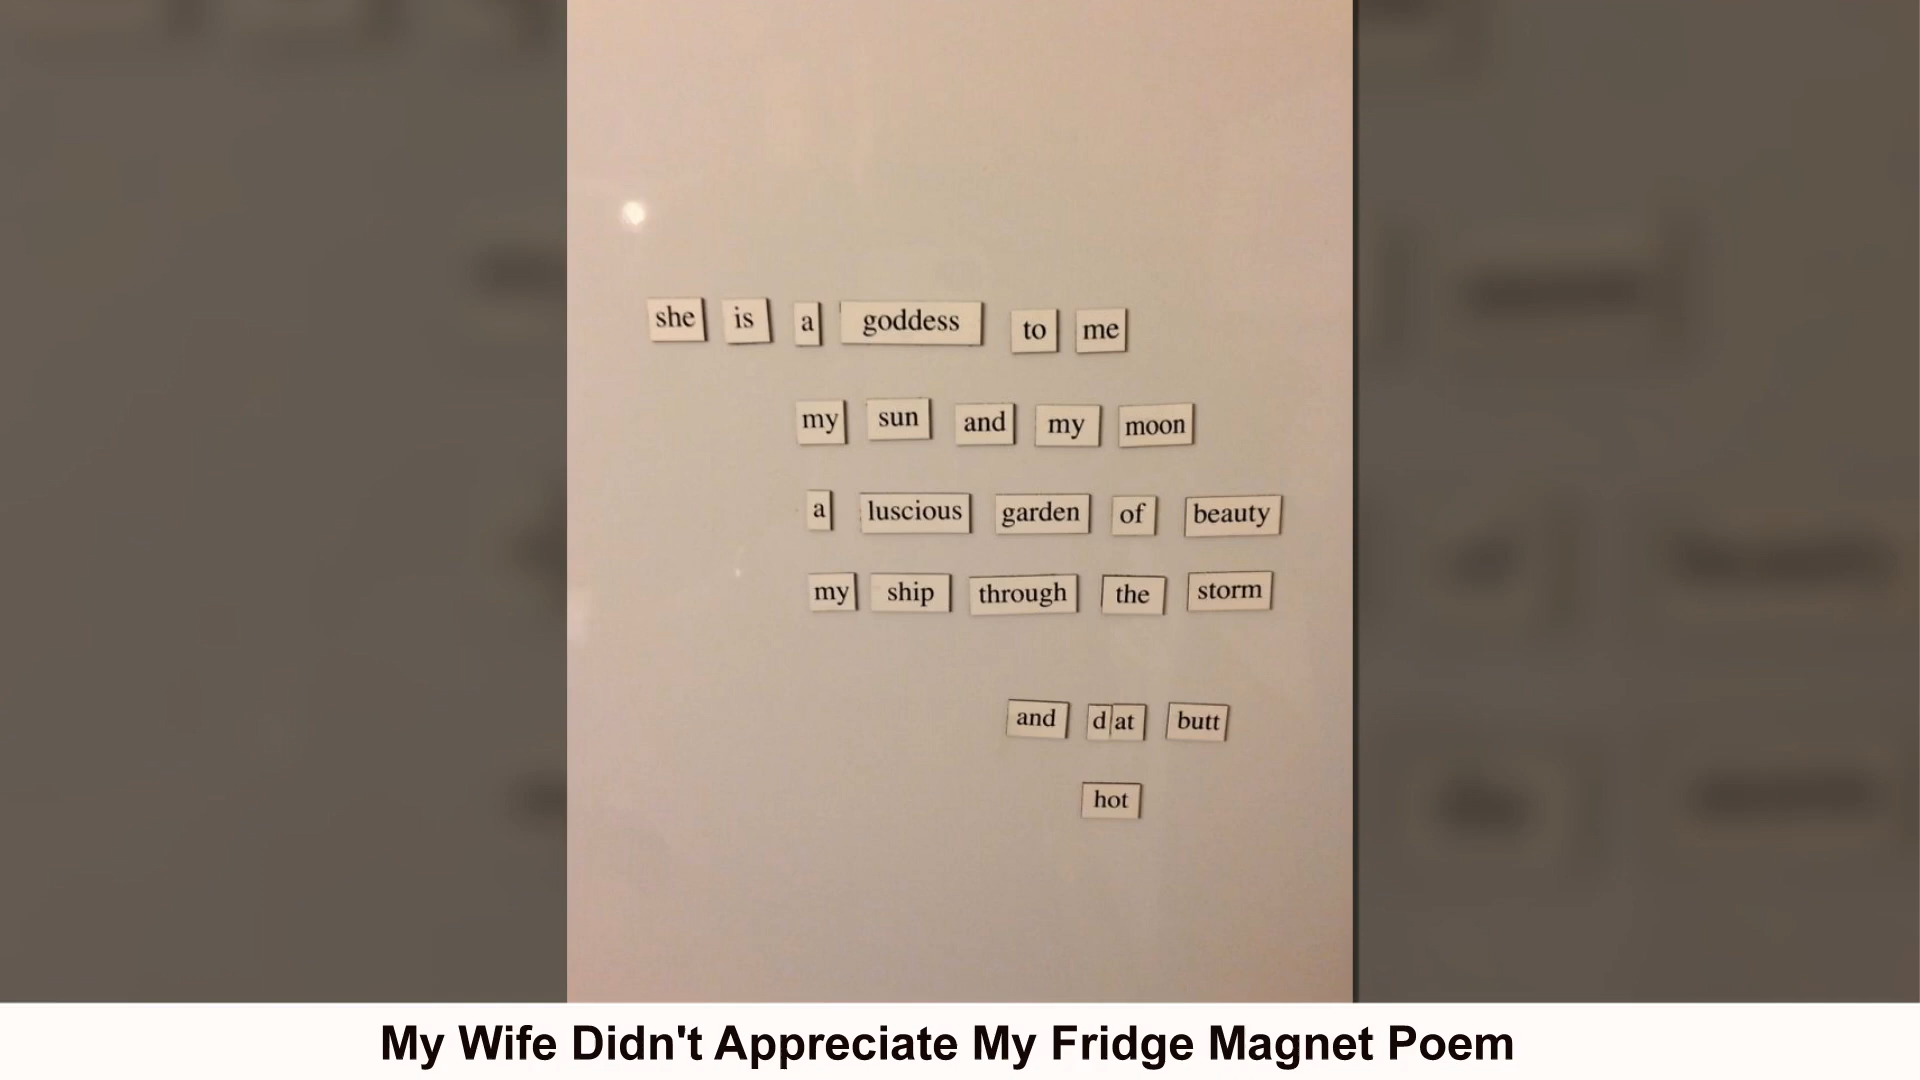 she is a goddess to me
my sun and my moon
a luscious garden of beauty
my ship through the storm
and dat butt
hot
My Wife Didn't Appreciate My Fridge Magnet Poem